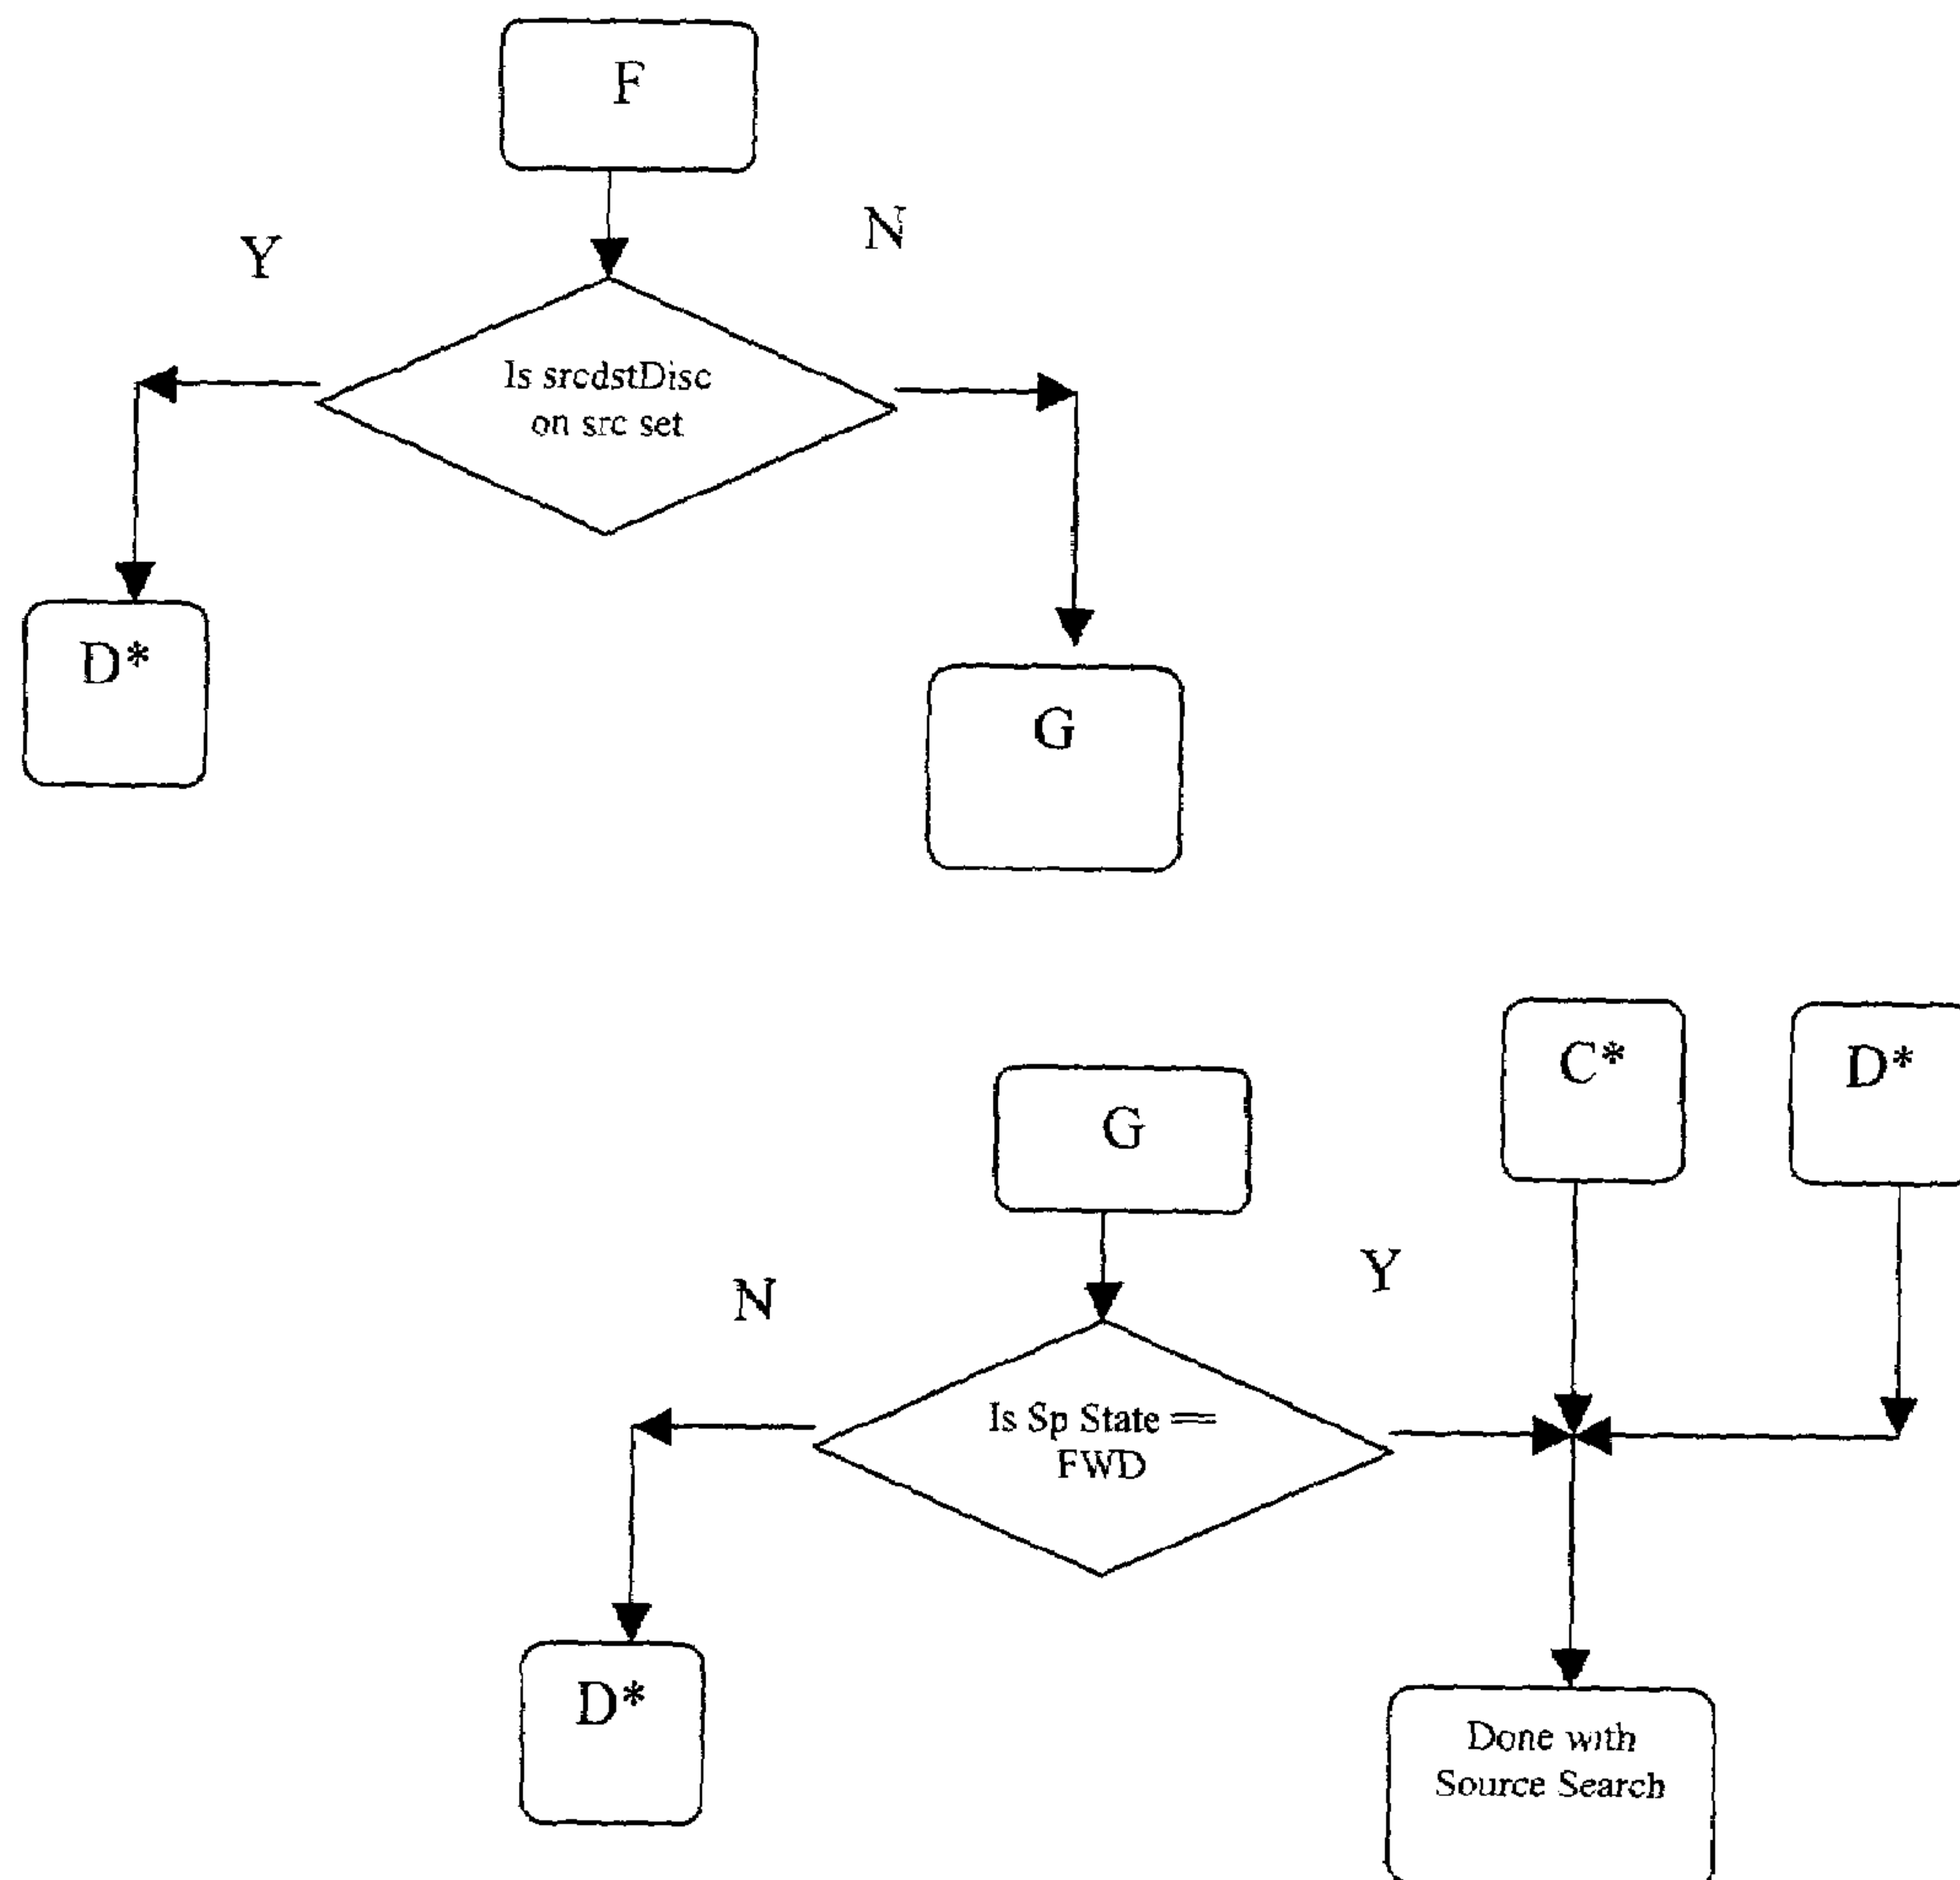 F
Y
N
Is srcdstDisc
on src set
D*
G
C*
D*
G
N
Y
Is Sp State ==
FWD
D*
Done with
Source Search